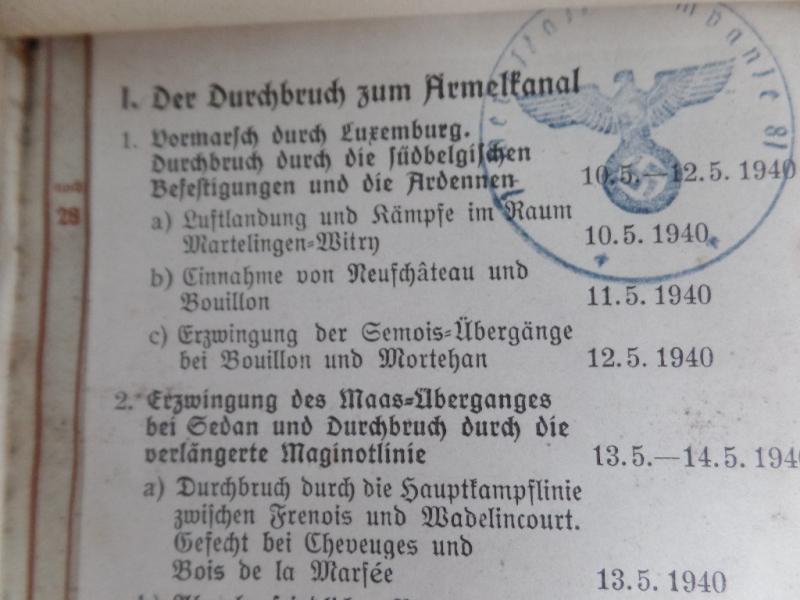 I. Der Durchbruch zum Armelkanal
1. Vormarsch durch Luxemburg.
Durchbruch durch die südbelgischen
Befestigungen und die Ardennen 10.5.—12.5. 1940
noch
28
a) Luftlandung und Kämpfe im Raum
Martelingen-Witry 10.5. 1940
b) Einnahme von Neufchâteau und
Bouillon 11.5. 1940
c) Erzwingung der Semois-Übergänge
bei Bouillon und Mortehan 12.5. 1940
2. Erzwingung des Maas-Überganges
bei Sedan und Durchbruch durch die
verlängerte Maginotlinie 13.5.—14.5. 194
a) Durchbruch durch die Hauptkampflinie
zwischen Frenois und Wadelincourt.
Gefecht bei Cheveuges und
Bois de la Marfée 13.5. 1940